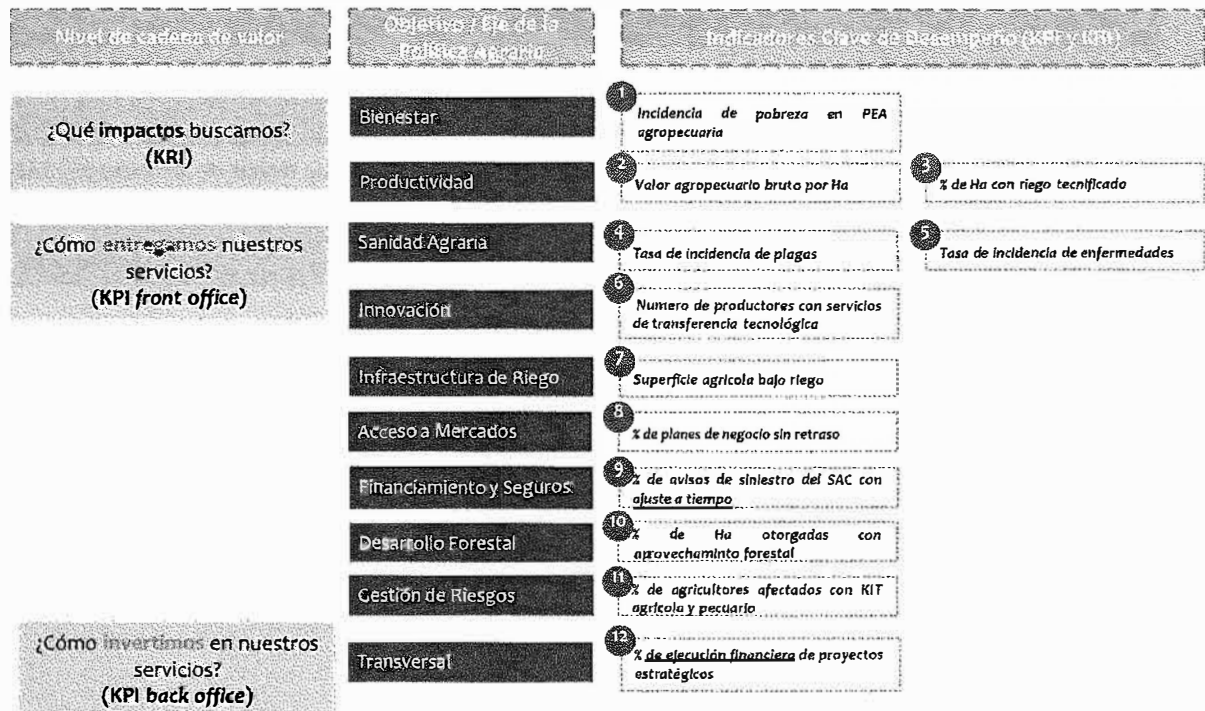 Nivel de cadena de valor
Objetivo / Eje de la
Política Agraria
Indicadores Clave de Desempeño (KPI y KRI)
¿Qué impactos buscamos?
(KRI)
Bienestar
1
Incidencia de pobreza en PEA
agropecuaria
Productividad
2
Valor agropecuario bruto por Ha
3
% de Ha con riego tecnificado
¿Cómo entregamos nuestros
servicios?
(KPI front office)
Sanidad Agraria
4
Tasa de incidencia de plagas
5
Tasa de incidencia de enfermedades
Innovación
6
Numero de productores con servicios
de transferencia tecnológica
Infraestructura de Riego
7
Superficie agrícola bajo riego
Acceso a Mercados
8
% de planes de negocio sin retraso
Financiamiento y Seguros
9
% de avisos de siniestro del SAC con
ajuste a tiempo
Desarrollo Forestal
10
% de Ha otorgadas con
aprovechaminto forestal
Gestión de Riesgos
11
% de agricultores afectados con KIT
agrícola y pecuario
¿Cómo invertimos en nuestros
servicios?
(KPI back office)
Transversal
12
% de ejecución financiera de proyectos
estratégicos